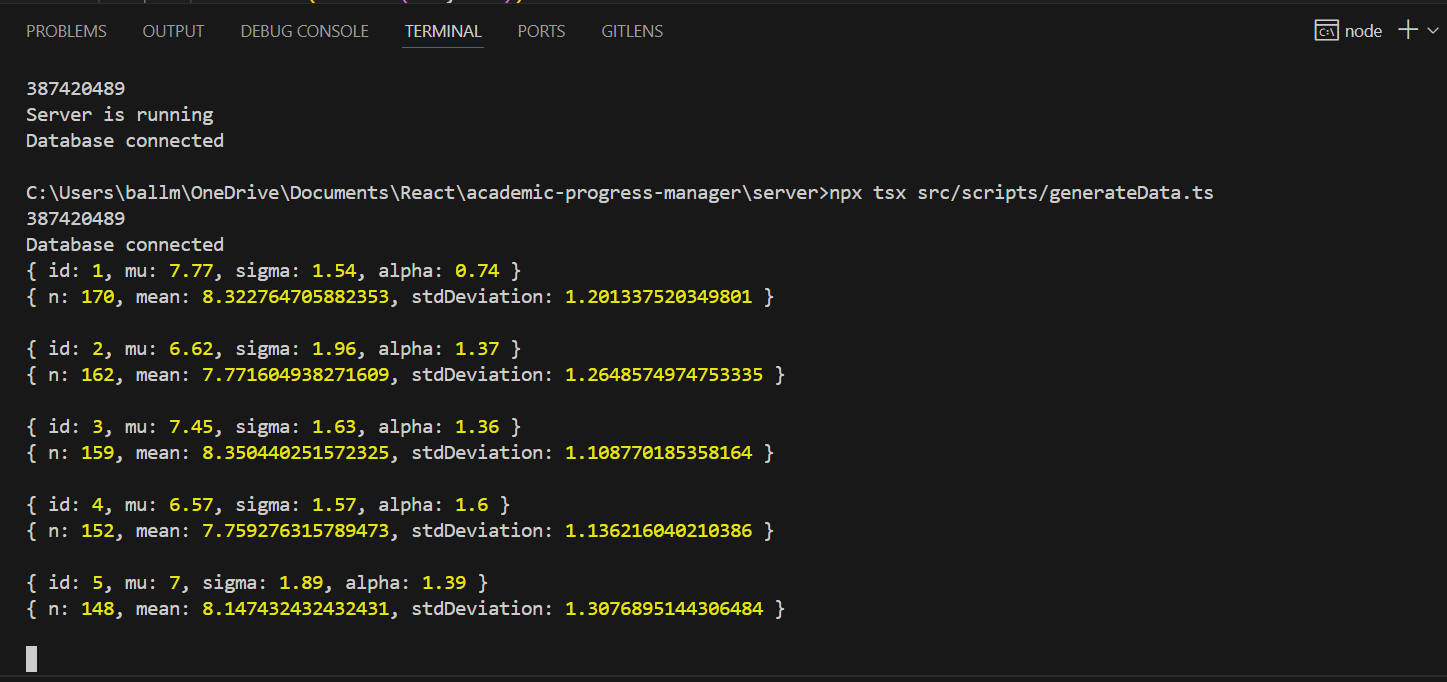 PROBLEMS OUTPUT DEBUG CONSOLE TERMINAL PORTS GITLENS node
387420489
Server is running
Database connected
C:\Users\ballm\OneDrive\Documents\React\academic-progress-manager\server>npx tsx src/scripts/generateData.ts
387420489
Database connected
{ id: 1, mu: 7.77, sigma: 1.54, alpha: 0.74 }
{ n: 170, mean: 8.322764705882353, stdDeviation: 1.201337520349801 }
{ id: 2, mu: 6.62, sigma: 1.96, alpha: 1.37 }
{ n: 162, mean: 7.771604938271609, stdDeviation: 1.2648574974753335 }
{ id: 3, mu: 7.45, sigma: 1.63, alpha: 1.36 }
{ n: 159, mean: 8.350440251572325, stdDeviation: 1.108770185358164 }
{ id: 4, mu: 6.57, sigma: 1.57, alpha: 1.6 }
{ n: 152, mean: 7.759276315789473, stdDeviation: 1.136216040210386 }
{ id: 5, mu: 7, sigma: 1.89, alpha: 1.39 }
{ n: 148, mean: 8.147432432432431, stdDeviation: 1.3076895144306484 }